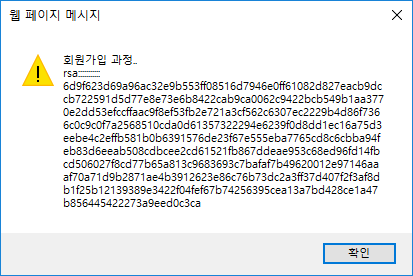 웹 페이지 메시지
회원가입 과정..
rsa::::::::::::
6d9f623d69a96ac32e9b553ff08516d7946e0ff61082d827eacb9dc
cb722591d5d77e8e73e6b8422cab9ca0062c9422bcb549b1aa377
0e2dd53efccffaac9f8ef53fb2e721a3cf562c6307ec2229b4d86f736
6c0c9c0f7a2568510cda0d61357322294e6239f0d8dd1ec16a75d3
eebe4c2effb581b0b6391576de23f67e555eba7765cd8c6cbba94f
eb83d6eeab508cdbcee2cd61521fb867ddeae953c68ed96fd14fb
cd506027f8cd77b65a813c9683693c7bafaf7b49620012e97146aa
af70a71d9b2871ae4b3912623e86c76b73dc2a3ff37d407f2f3af8d
b1f25b12139389e3422f04fef67b74256395cea13a7bd428ce1a47
b856445422273a9eed0c3ca
확인